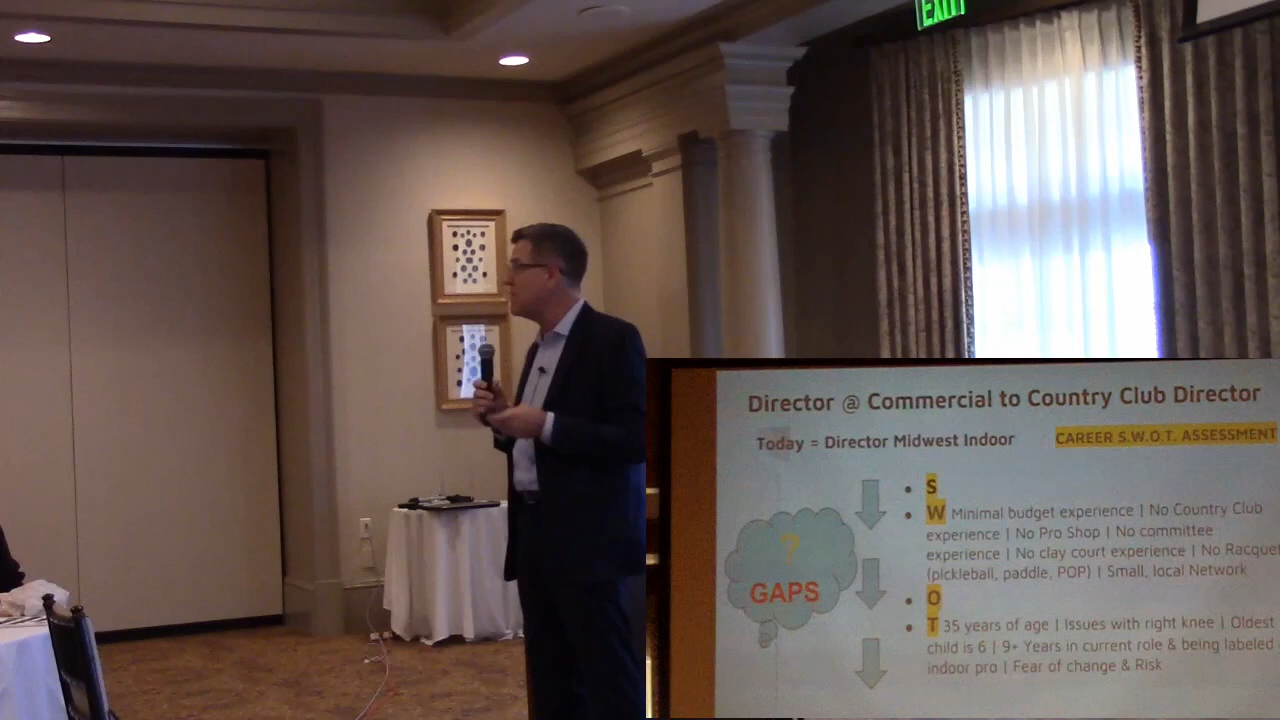 EXIT
Director @ Commercial to Country Club Director
Today = Director Midwest Indoor
CAREER S.W.O.T. ASSESSMENT
S
W Minimal budget experience | No Country Club
experience | No Pro Shop | No committee
experience | No clay court experience | No Racquet
(pickleball, paddle, POP) | Small, local Network
?
GAPS
O
T 35 years of age | Issues with right knee | Oldest
child is 6 | 9+ Years in current role & being labeled
indoor pro | Fear of change & Risk